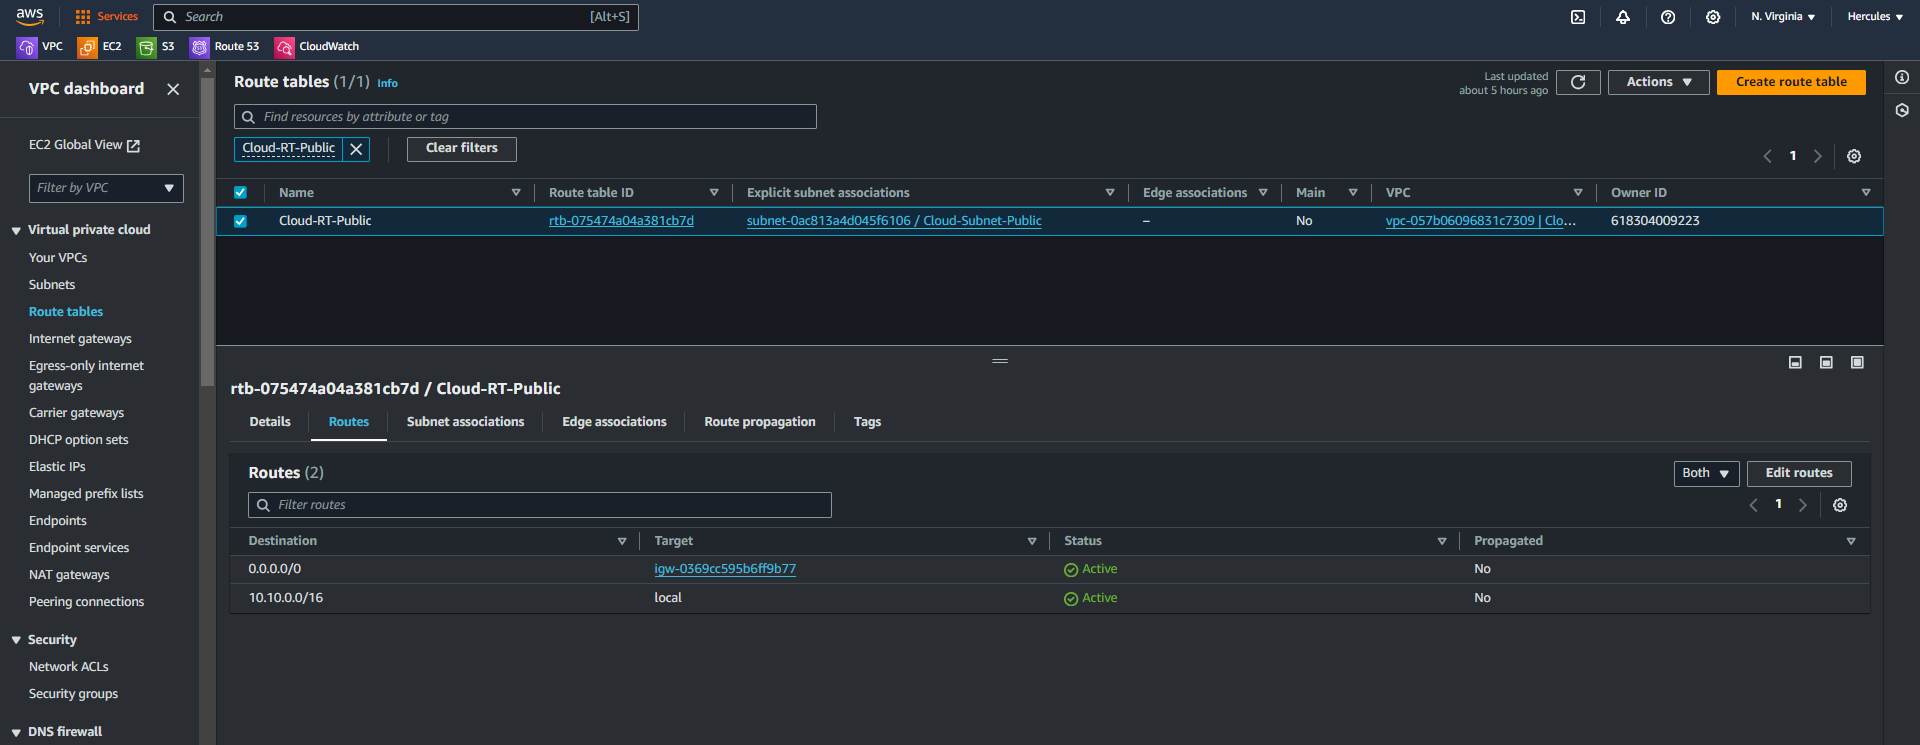 aws Services Search [Alt+S] N. Virginia Hercules
VPC EC2 S3 Route 53 CloudWatch
VPC dashboard
EC2 Global View
Filter by VPC
Virtual private cloud
Your VPCs
Subnets
Route tables
Internet gateways
Egress-only internet
gateways
Carrier gateways
DHCP option sets
Elastic IPs
Managed prefix lists
Endpoints
Endpoint services
NAT gateways
Peering connections
Security
Network ACLs
Security groups
DNS firewall
Route tables (1/1) Info
Last updated
about 5 hours ago
Actions
Create route table
Find resources by attribute or tag
Cloud-RT-Public
Clear filters
1
Name Route table ID Explicit subnet associations Edge associations Main VPC Owner ID
Cloud-RT-Public rtb-075474a04a381cb7d subnet-0ac813a4d045f6106 / Cloud-Subnet-Public – No vpc-057b06096831c7309 | Clo... 618304009223
rtb-075474a04a381cb7d / Cloud-RT-Public
Details Routes Subnet associations Edge associations Route propagation Tags
Routes (2)
Both Edit routes
Filter routes
1
Destination Target Status Propagated
0.0.0.0/0 igw-0369cc595b6ff9b77 Active No
10.10.0.0/16 local Active No